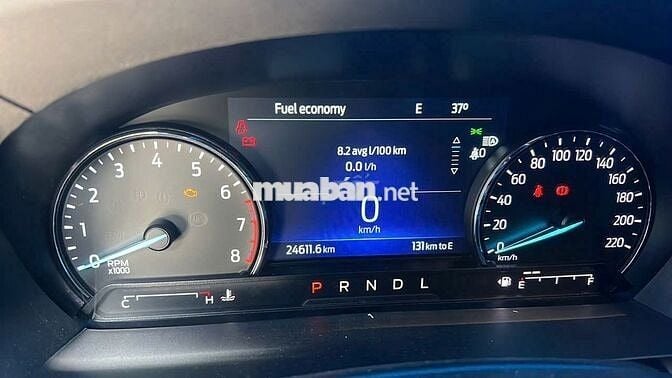 Fuel economy E 37°
8.2 avg l/100 km
0.0 l/h
muabán.net
0
km/h
24611.6 km 131 km to E
0 1 2 3 4 5 6 7 8
RPM
x1000
0 20 40 60 80 100 120 140 160 180 200 220
km/h
C H
P R N D L
E F